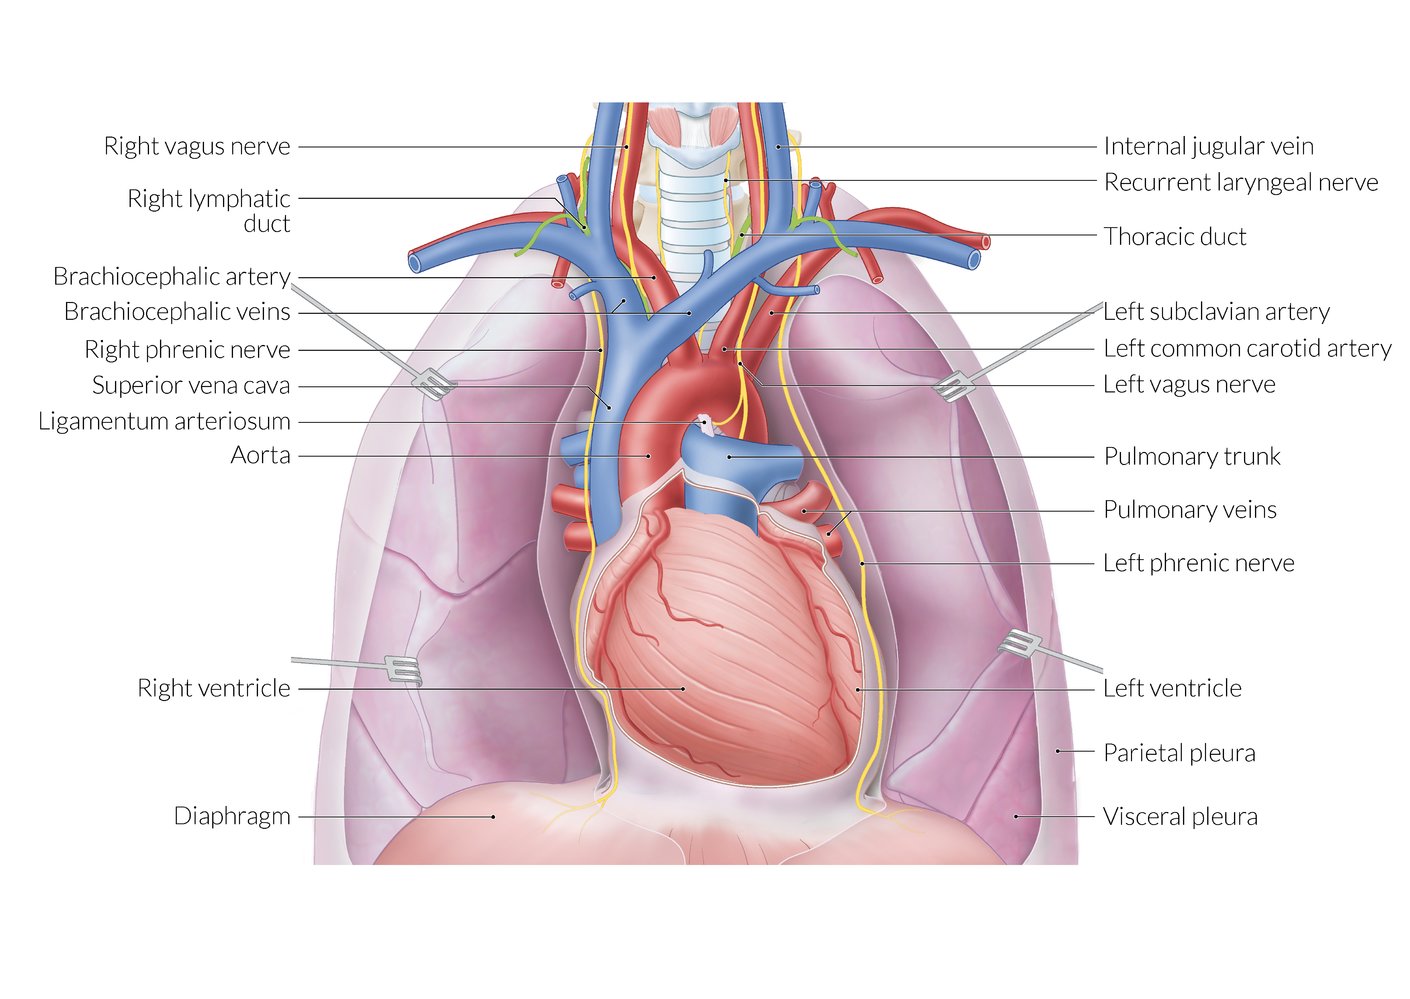 Right vagus nerve
Right lymphatic
duct
Brachiocephalic artery
Brachiocephalic veins
Right phrenic nerve
Superior vena cava
Ligamentum arteriosum
Aorta
Right ventricle
Diaphragm
Internal jugular vein
Recurrent laryngeal nerve
Thoracic duct
Left subclavian artery
Left common carotid artery
Left vagus nerve
Pulmonary trunk
Pulmonary veins
Left phrenic nerve
Left ventricle
Parietal pleura
Visceral pleura